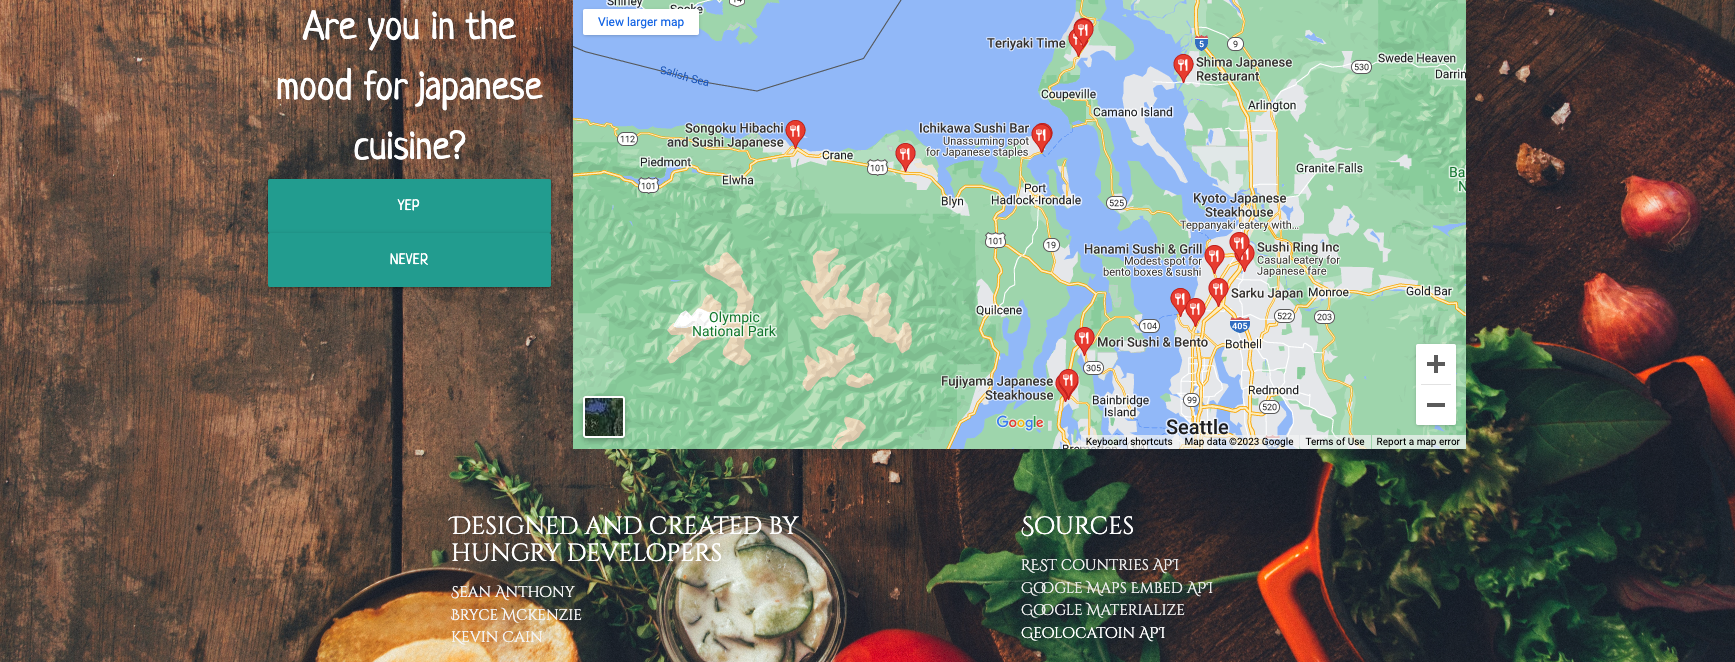 Are you in the
mood for japanese
cuisine?
YEP
NEVER
View larger map
Sooke
14
Salish Sea
Teriyaki Time
5
9
Shima Japanese
Restaurant
530
Swede Heaven
Darrin
Coupeville
Camano Island
Arlington
Songoku Hibachi
and Sushi Japanese
112
Ichikawa Sushi Bar
Unassuming spot
for Japanese staples
Piedmont
Crane
101
101
Elwha
Granite Falls
Port
Hadlock-Irondale
Blyn
525
Kyoto Japanese
Steakhouse
Teppanyaki eatery with...
101
19
Hanami Sushi & Grill
Modest spot for
bento boxes & sushi
Sushi Ring Inc
Casual eatery for
Japanese fare
Sarku Japan
Monroe
Gold Bar
Quilcene
Olympic
National Park
104
405
522
203
Mori Sushi & Bento
Bothell
305
Fujiyama Japanese
Steakhouse
Bainbridge
Island
99
Redmond
520
Google
Seattle
Keyboard shortcuts
Map data ©2023 Google
Terms of Use
Report a map error
Designed and created by
Hungry Developers
Sean Anthony
Bryce McKenzie
Kevin Cain
Sources
REST Countries API
Google Maps Embed API
Google Materialize
Geolocatoin API